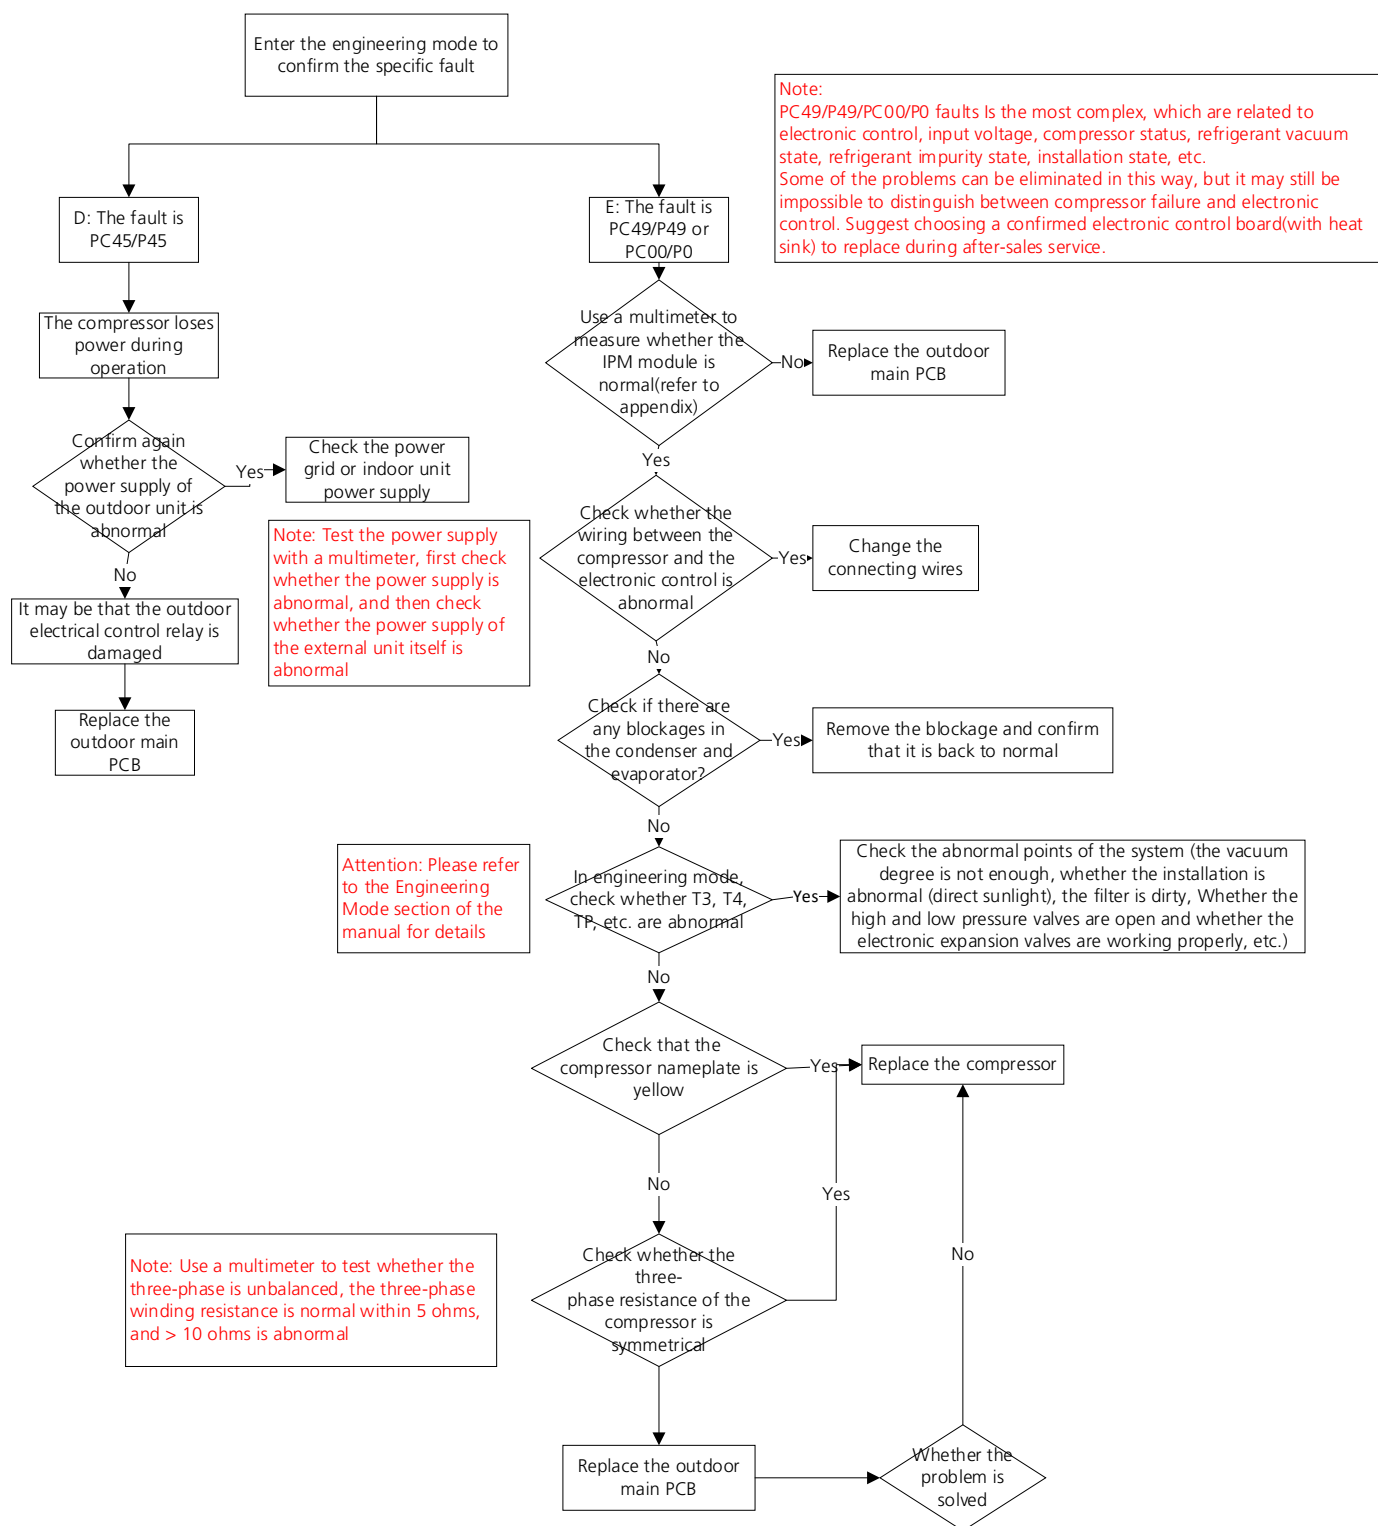 Enter the engineering mode to
confirm the specific fault
Note:
PC49/P49/PC00/P0 faults Is the most complex, which are related to
electronic control, input voltage, compressor status, refrigerant vacuum
state, refrigerant impurity state, installation state, etc.
Some of the problems can be eliminated in this way, but it may still be
impossible to distinguish between compressor failure and electronic
control. Suggest choosing a confirmed electronic control board(with heat
sink) to replace during after-sales service.
D: The fault is
PC45/P45
The compressor loses
power during
operation
Confirm again
whether the
power supply of
the outdoor unit is
abnormal
Yes
Check the power
grid or indoor unit
power supply
Note: Test the power supply
with a multimeter, first check
whether the power supply is
abnormal, and then check
whether the power supply of
the external unit itself is
abnormal
No
It may be that the outdoor
electrical control relay is
damaged
Replace the
outdoor main
PCB
E: The fault is
PC49/P49 or
PC00/P0
Use a multimeter to
measure whether the
IPM module is
normal(refer to
appendix)
No
Replace the outdoor
main PCB
Yes
Check whether the
wiring between the
compressor and the
electronic control is
abnormal
Yes
Change the
connecting wires
No
Check if there are
any blockages in
the condenser and
evaporator?
Yes
Remove the blockage and confirm
that it is back to normal
No
Attention: Please refer
to the Engineering
Mode section of the
manual for details
In engineering mode,
check whether T3, T4,
TP, etc. are abnormal
Yes
Check the abnormal points of the system (the vacuum
degree is not enough, whether the installation is
abnormal (direct sunlight), the filter is dirty, Whether the
high and low pressure valves are open and whether the
electronic expansion valves are working properly, etc.)
No
Check that the
compressor nameplate is
yellow
Yes
Replace the compressor
No
Yes
Note: Use a multimeter to test whether the
three-phase is unbalanced, the three-phase
winding resistance is normal within 5 ohms,
and > 10 ohms is abnormal
Check whether the
three-
phase resistance of the
compressor is
symmetrical
No
Replace the outdoor
main PCB
Whether the
problem is
solved